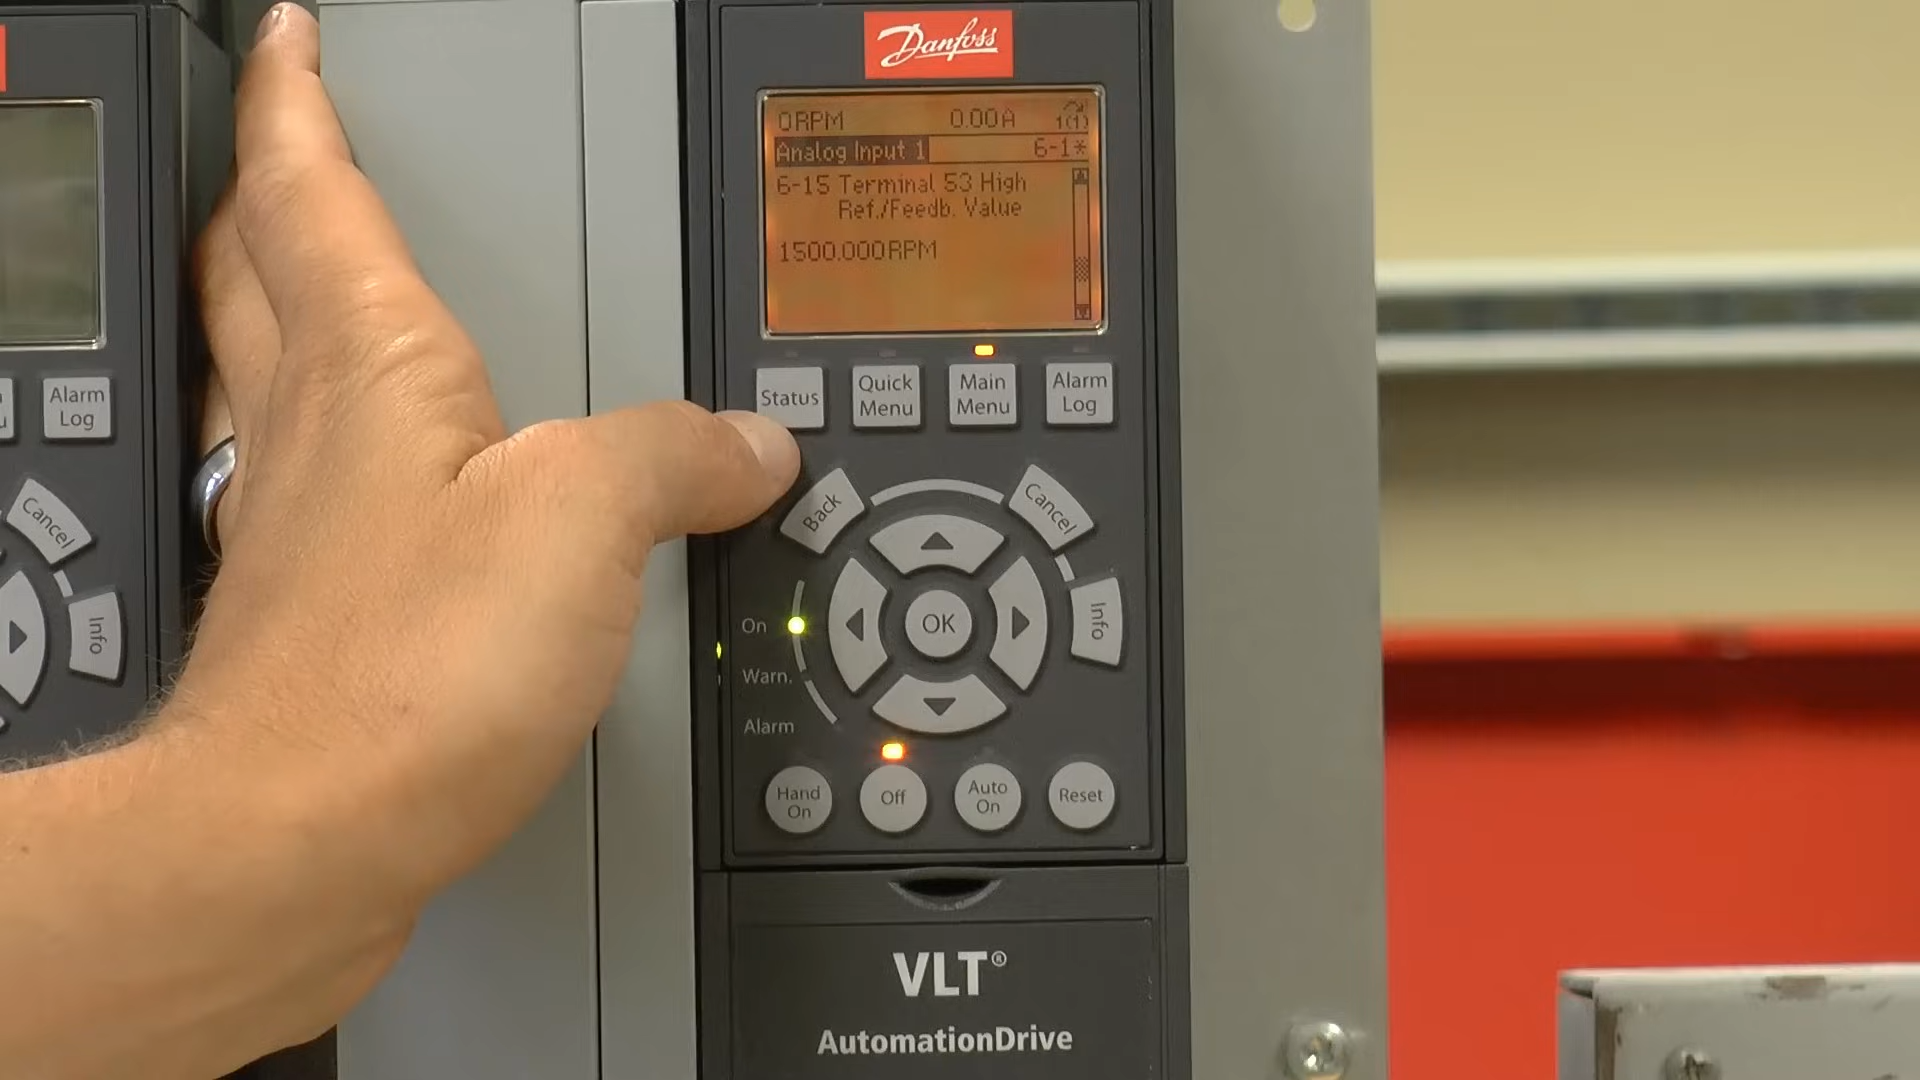 Danfoss
0RPM 0.00A 1(1)
Analog Input 1 6-1*
6-15 Terminal 53 High
Ref./Feedb. Value
1500.000RPM
Status Quick Menu Main Menu Alarm Log
Alarm Log
Back Cancel
Cancel
OK
Info
Info
On
Warn.
Alarm
Hand On Off Auto On Reset
VLT®
AutomationDrive